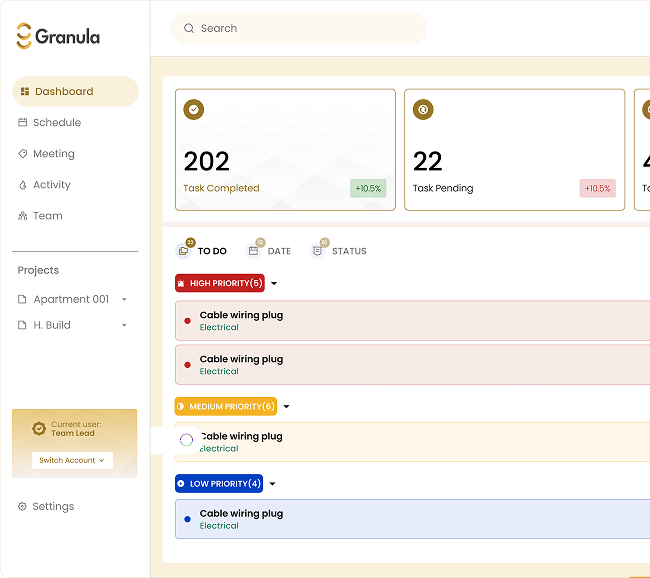 Granula
Search
Dashboard
Schedule
Meeting
Activity
Team
Projects
Apartment 001
H. Build
Current user:
Team Lead
Switch Account
Settings
202
Task Completed
+10.5%
22
Task Pending
+10.5%
22
TO DO
DATE
STATUS
HIGH PRIORITY(5)
Cable wiring plug
Electrical
Cable wiring plug
Electrical
MEDIUM PRIORITY(6)
Cable wiring plug
Electrical
LOW PRIORITY(4)
Cable wiring plug
Electrical